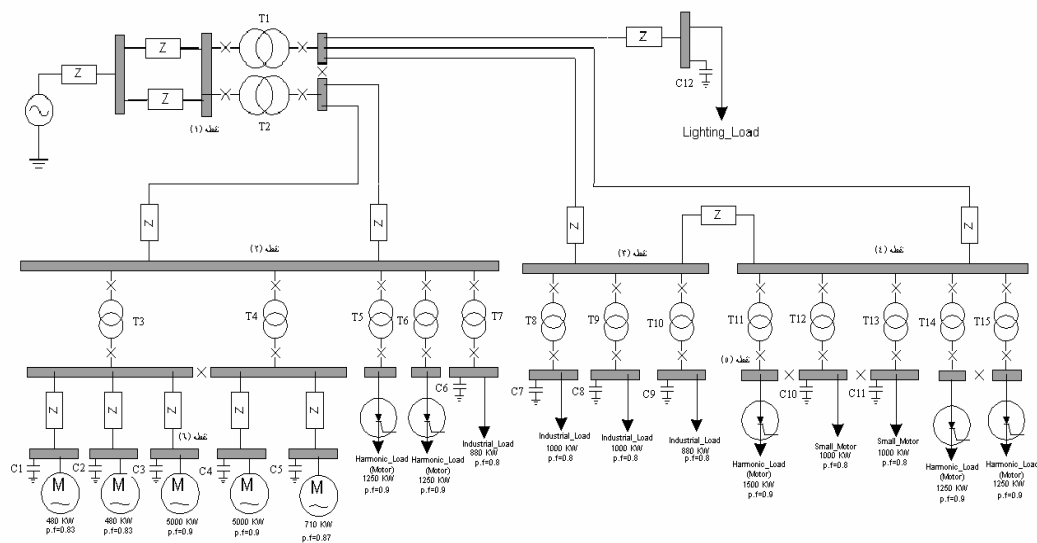 T1
Z
Z
Z
Z
T2
C12
Lighting_Load
نقطه (۱)
Z
Z
Z
Z
Z
نقطه (۲)
نقطه (۳)
نقطه (۴)
T3
T4
T5
T6
T7
T8
T9
T10
T11
T12
T13
T14
T15
نقطه (۵)
C6
C7
C8
C9
C10
C11
Z
Z
Z
Z
Z
نقطه (۶)
C1
C2
C3
C4
C5
M
M
M
M
M
480 KW
p.f=0.83
480 KW
p.f=0.83
5000 KW
p.f=0.9
5000 KW
p.f=0.9
710 KW
p.f=0.87
Harmonic_Load
(Motor)
1250 KW
p.f=0.9
Harmonic_Load
(Motor)
1250 KW
p.f=0.9
Industrial_Load
880 KW
p.f=0.8
Industrial_Load
1000 KW
p.f=0.8
Industrial_Load
1000 KW
p.f=0.8
Industrial_Load
880 KW
p.f=0.8
Harmonic_Load
(Motor)
1500 KW
p.f=0.9
Small_Motor
1000 KW
p.f=0.8
Small_Motor
1000 KW
p.f=0.8
Harmonic_Load
(Motor)
1250 KW
p.f=0.9
Harmonic_Load
(Motor)
1250 KW
p.f=0.9